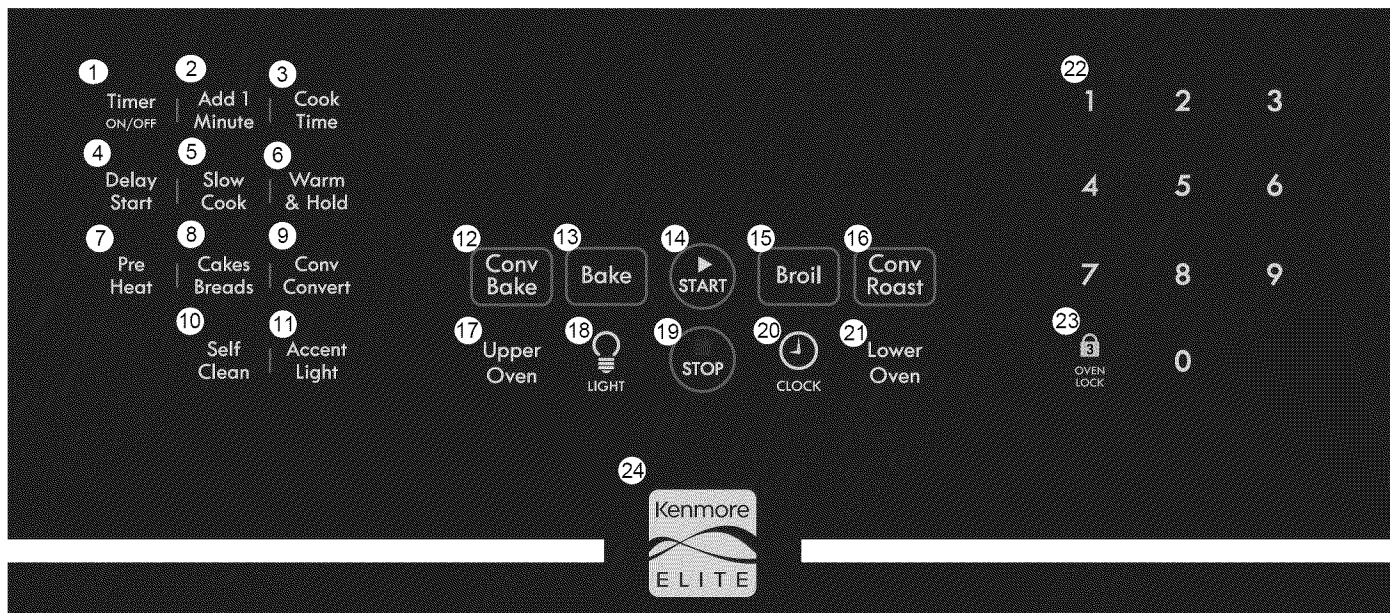 1 2 3
Timer Add 1 Cook
ON/OFF Minute Time
4 5 6
Delay Slow Warm
Start Cook & Hold
7 8 9
Pre Cakes Conv
Heat Breads Convert
10 11
Self Accent
Clean Light
12 13 14 15 16
Conv
Bake
Bake
START
Broil
Conv
Roast
17 18 19 20 21
Upper
Oven
LIGHT
STOP
CLOCK
Lower
Oven
22
1 2 3
4 5 6
7 8 9
23
3 0
OVEN
LOCK
24
Kenmore
ELITE